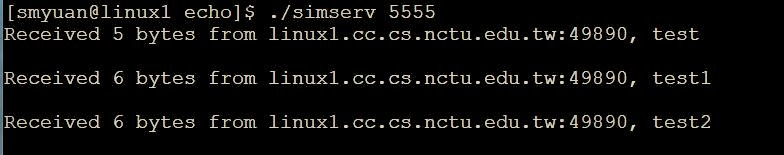 [smyuan@linux1 echo]$ ./simserv 5555
Received 5 bytes from linux1.cc.cs.nctu.edu.tw:49890, test
Received 6 bytes from linux1.cc.cs.nctu.edu.tw:49890, test1
Received 6 bytes from linux1.cc.cs.nctu.edu.tw:49890, test2